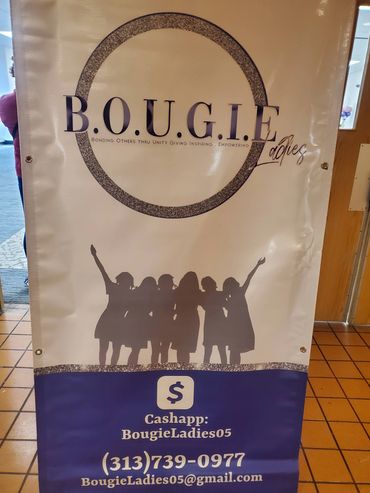 B.O.U.G.I.E
Bonding Others thru Unity Giving Inspiring , Empowering
Ladies
$
Cashapp:
BougieLadies05
(313)739-0977
BougieLadies05@gmail.com